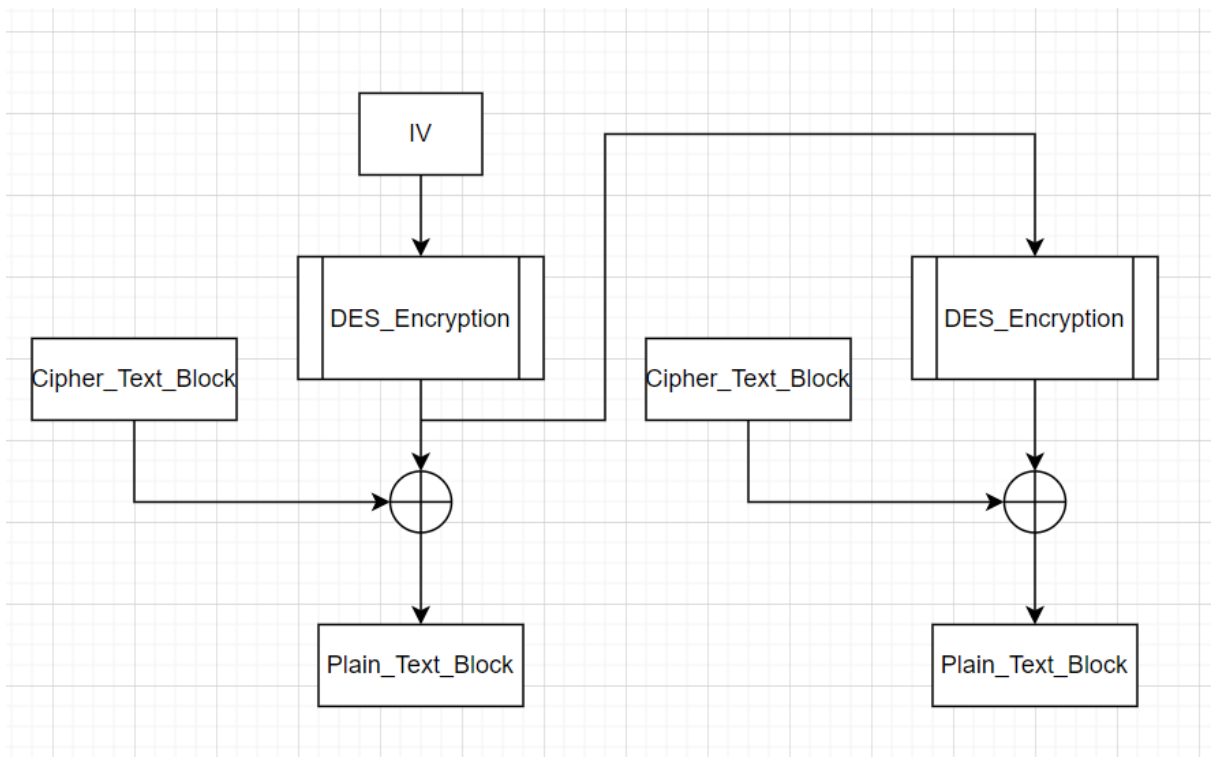 IV
DES_Encryption
DES_Encryption
Cipher_Text_Block
Cipher_Text_Block
Plain_Text_Block
Plain_Text_Block